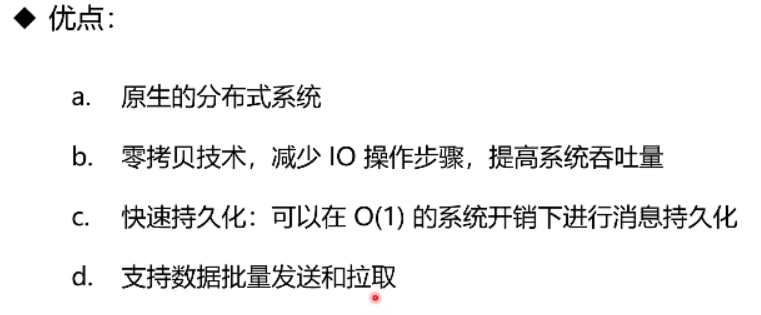 ◆ 优点：
a. 原生的分布式系统
b. 零拷贝技术，减少 IO 操作步骤，提高系统吞吐量
c. 快速持久化：可以在 O(1) 的系统开销下进行消息持久化
d. 支持数据批量发送和拉取